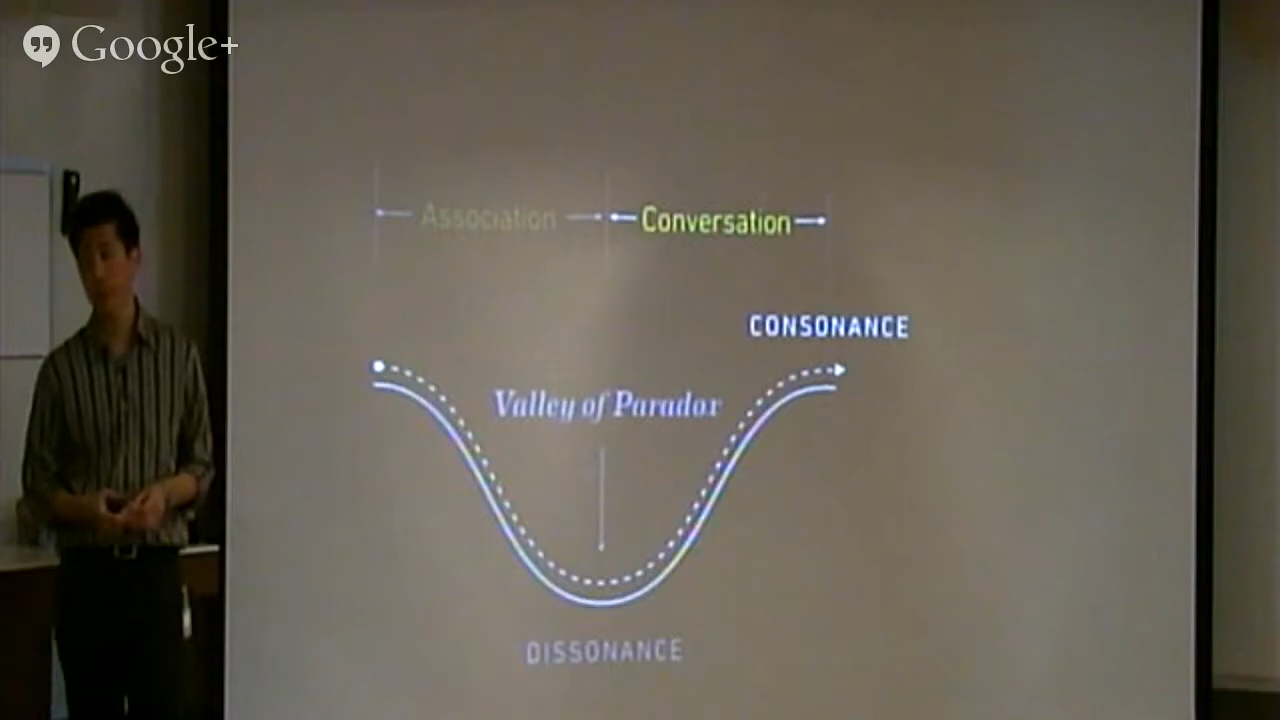 Google+
Association
Conversation
CONSONANCE
Valley of Paradox
DISSONANCE